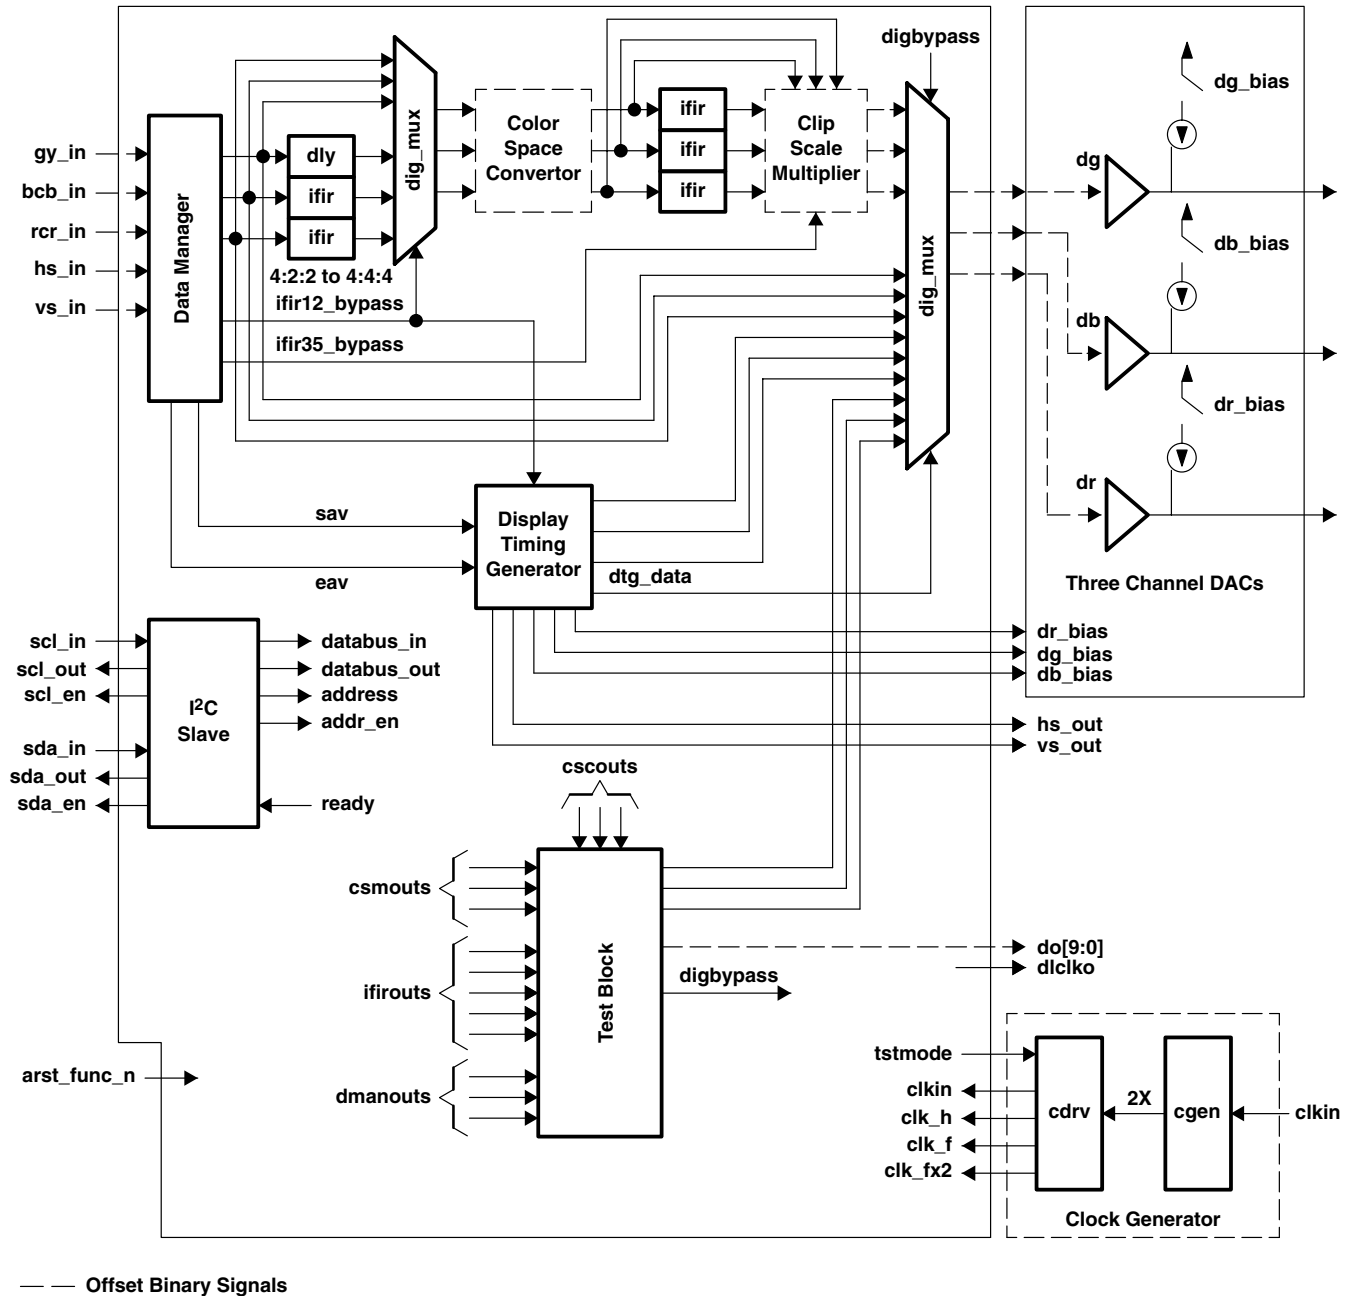 digbypass
dg_bias
gy_in
bcb_in
rcr_in
hs_in
vs_in
Data Manager
dly
ifir
ifir
4:2:2 to 4:4:4
dig_mux
Color
Space
Convertor
ifir
ifir
ifir
Clip
Scale
Multiplier
dig_mux
dg
db_bias
db
dr_bias
dr
Three Channel DACs
ifir12_bypass
ifir35_bypass
sav
eav
Display
Timing
Generator
dtg_data
dr_bias
dg_bias
db_bias
hs_out
vs_out
scl_in
scl_out
scl_en
sda_in
sda_out
sda_en
I²C
Slave
databus_in
databus_out
address
addr_en
ready
cscouts
csmouts
ifirouts
dmanouts
Test Block
do[9:0]
dlclko
digbypass
arst_func_n
tstmode
clkin
clk_h
clk_f
clk_fx2
cdrv
2X
cgen
clkin
Clock Generator
Offset Binary Signals